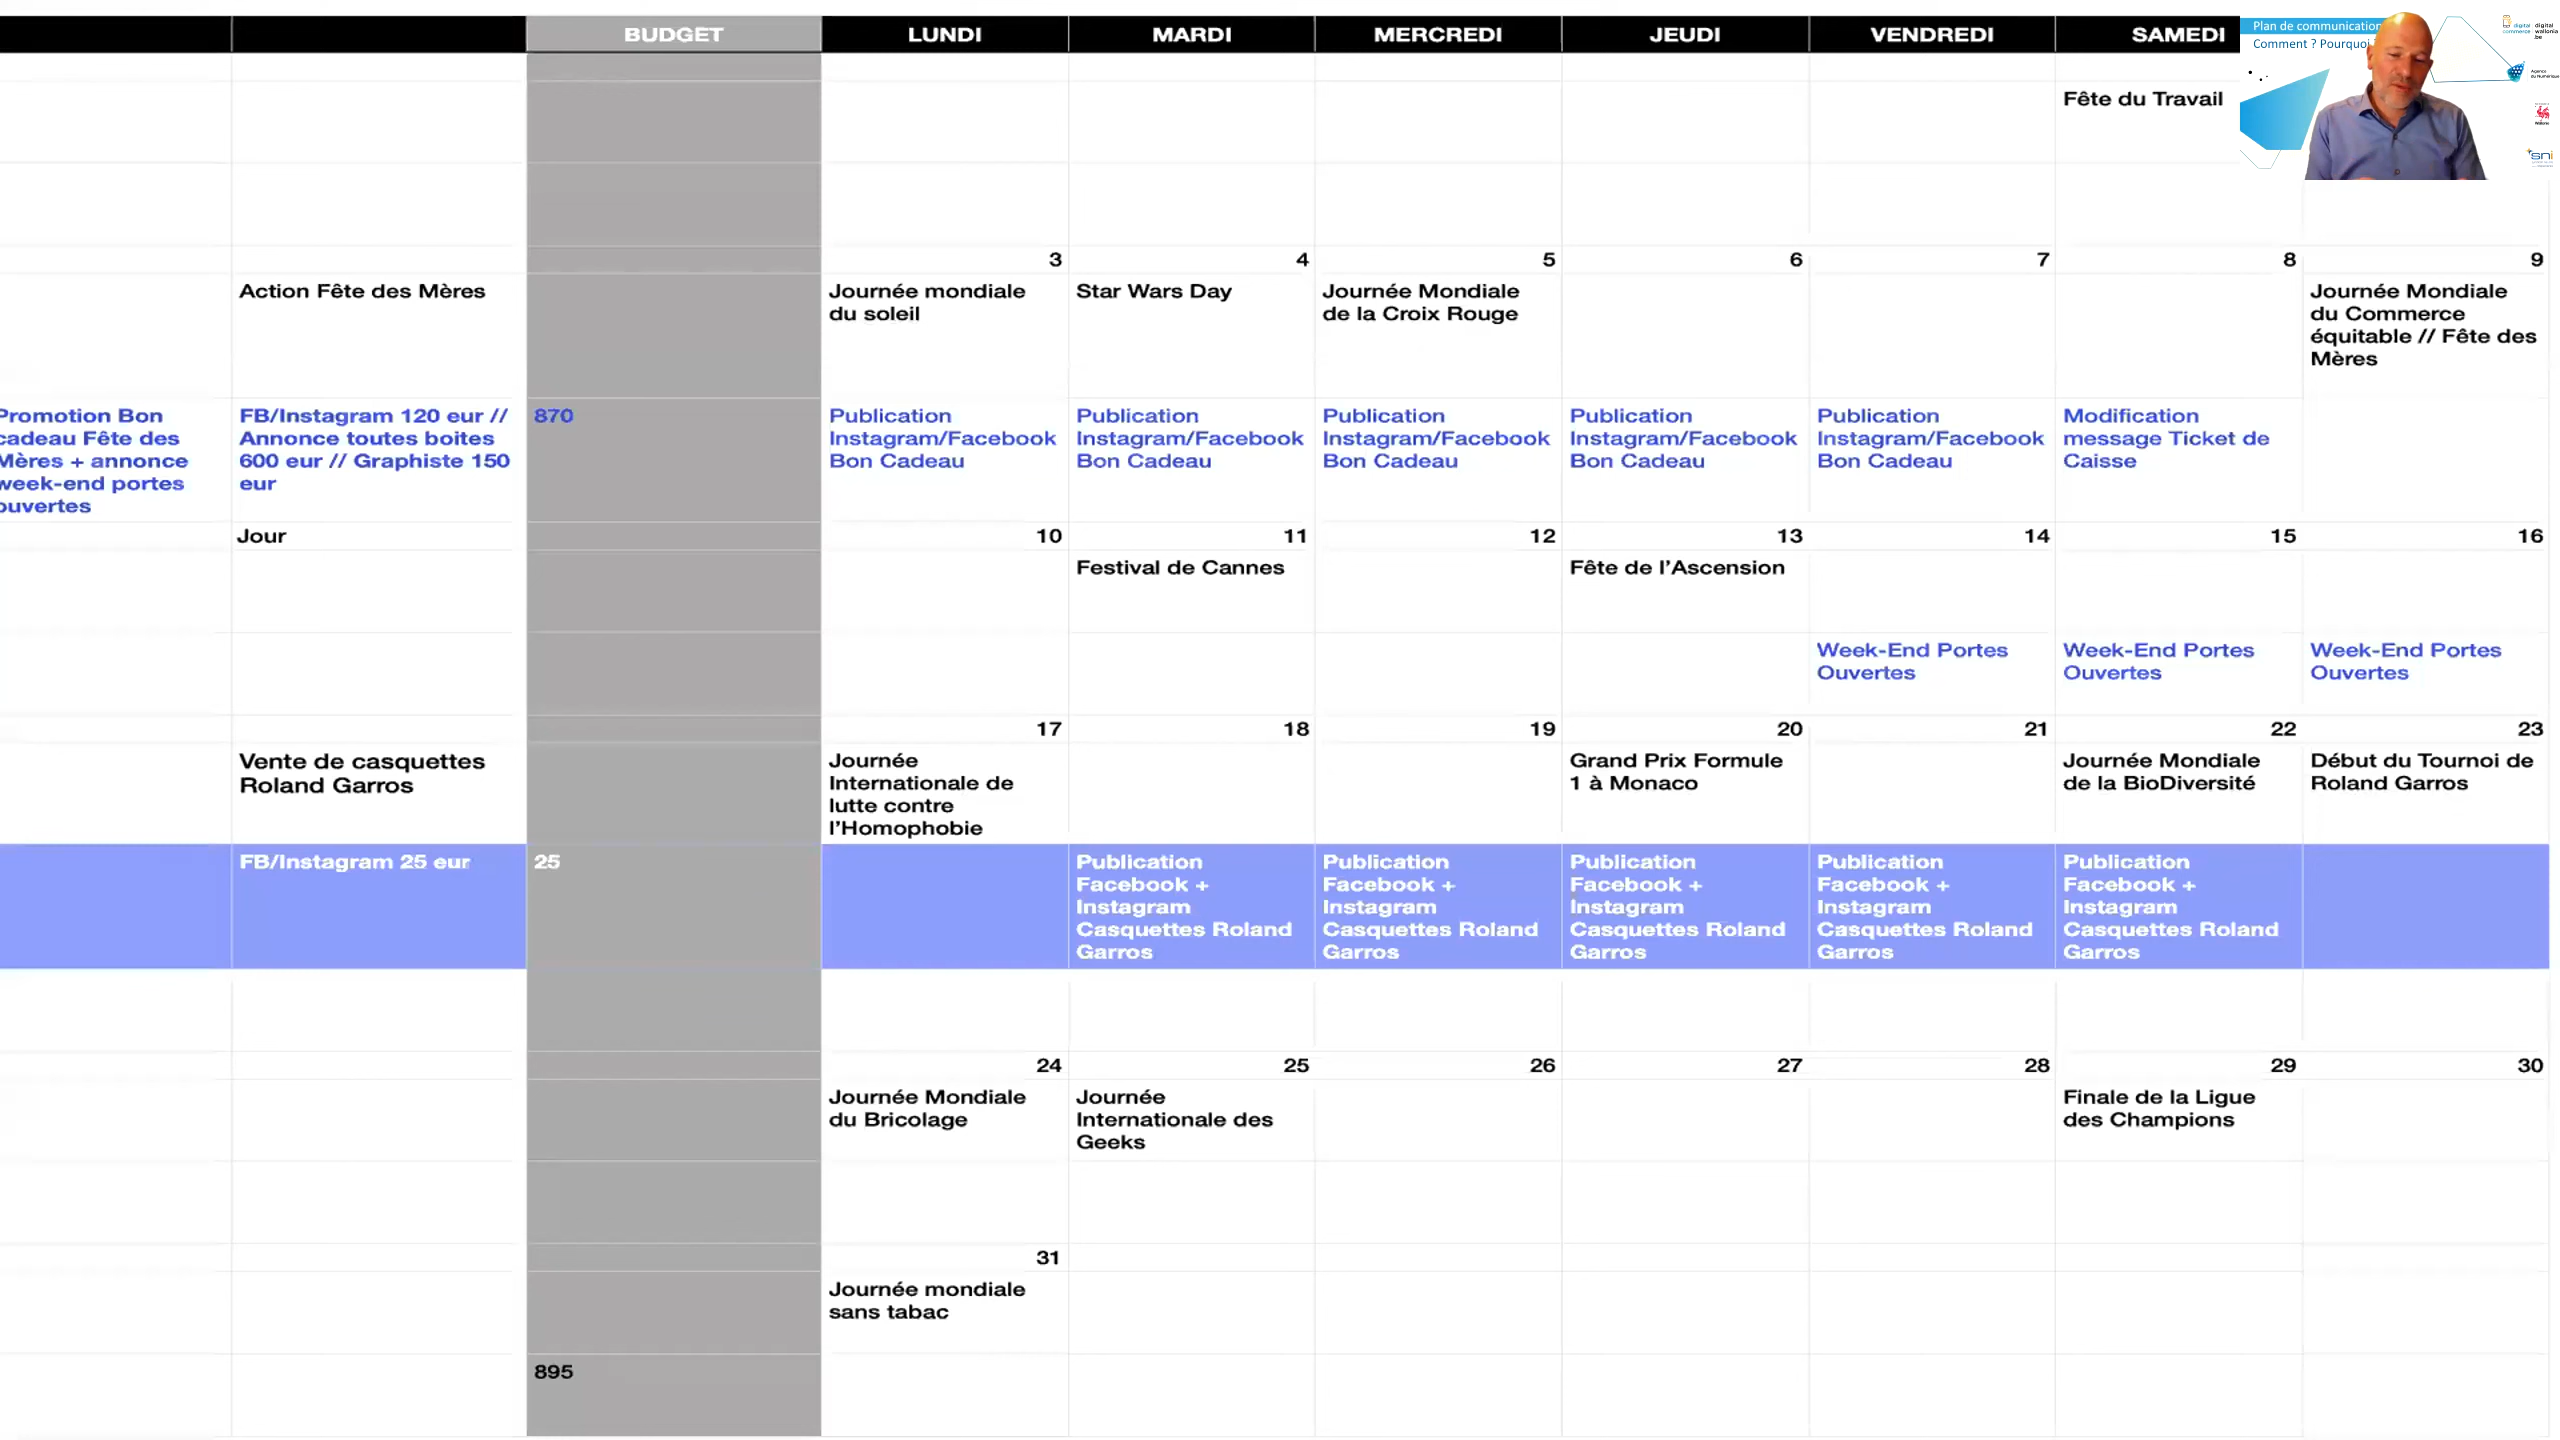 BUDGET LUNDI MARDI MERCREDI JEUDI VENDREDI SAMEDI
Plan de communication
Comment ? Pourquoi
digital commerce
digital wallonia .be
Agence du Numérique
Wallonie
sni
Fête du Travail
3 4 5 6 7 8 9
Action Fête des Mères
Journée mondiale
du soleil
Star Wars Day
Journée Mondiale
de la Croix Rouge
Journée Mondiale
du Commerce
équitable // Fête des
Mères
Promotion Bon
cadeau Fête des
Mères + annonce
week-end portes
ouvertes
FB/Instagram 120 eur //
Annonce toutes boites
600 eur // Graphiste 150
eur
870
Publication
Instagram/Facebook
Bon Cadeau
Publication
Instagram/Facebook
Bon Cadeau
Publication
Instagram/Facebook
Bon Cadeau
Publication
Instagram/Facebook
Bon Cadeau
Publication
Instagram/Facebook
Bon Cadeau
Modification
message Ticket de
Caisse
Jour 10 11 12 13 14 15 16
Festival de Cannes
Fête de l’Ascension
Week-End Portes
Ouvertes
Week-End Portes
Ouvertes
Week-End Portes
Ouvertes
17 18 19 20 21 22 23
Vente de casquettes
Roland Garros
Journée
Internationale de
lutte contre
l’Homophobie
Grand Prix Formule
1 à Monaco
Journée Mondiale
de la BioDiversité
Début du Tournoi de
Roland Garros
FB/Instagram 25 eur
25
Publication
Facebook +
Instagram
Casquettes Roland
Garros
Publication
Facebook +
Instagram
Casquettes Roland
Garros
Publication
Facebook +
Instagram
Casquettes Roland
Garros
Publication
Facebook +
Instagram
Casquettes Roland
Garros
Publication
Facebook +
Instagram
Casquettes Roland
Garros
24 25 26 27 28 29 30
Journée Mondiale
du Bricolage
Journée
Internationale des
Geeks
Finale de la Ligue
des Champions
31
Journée mondiale
sans tabac
895